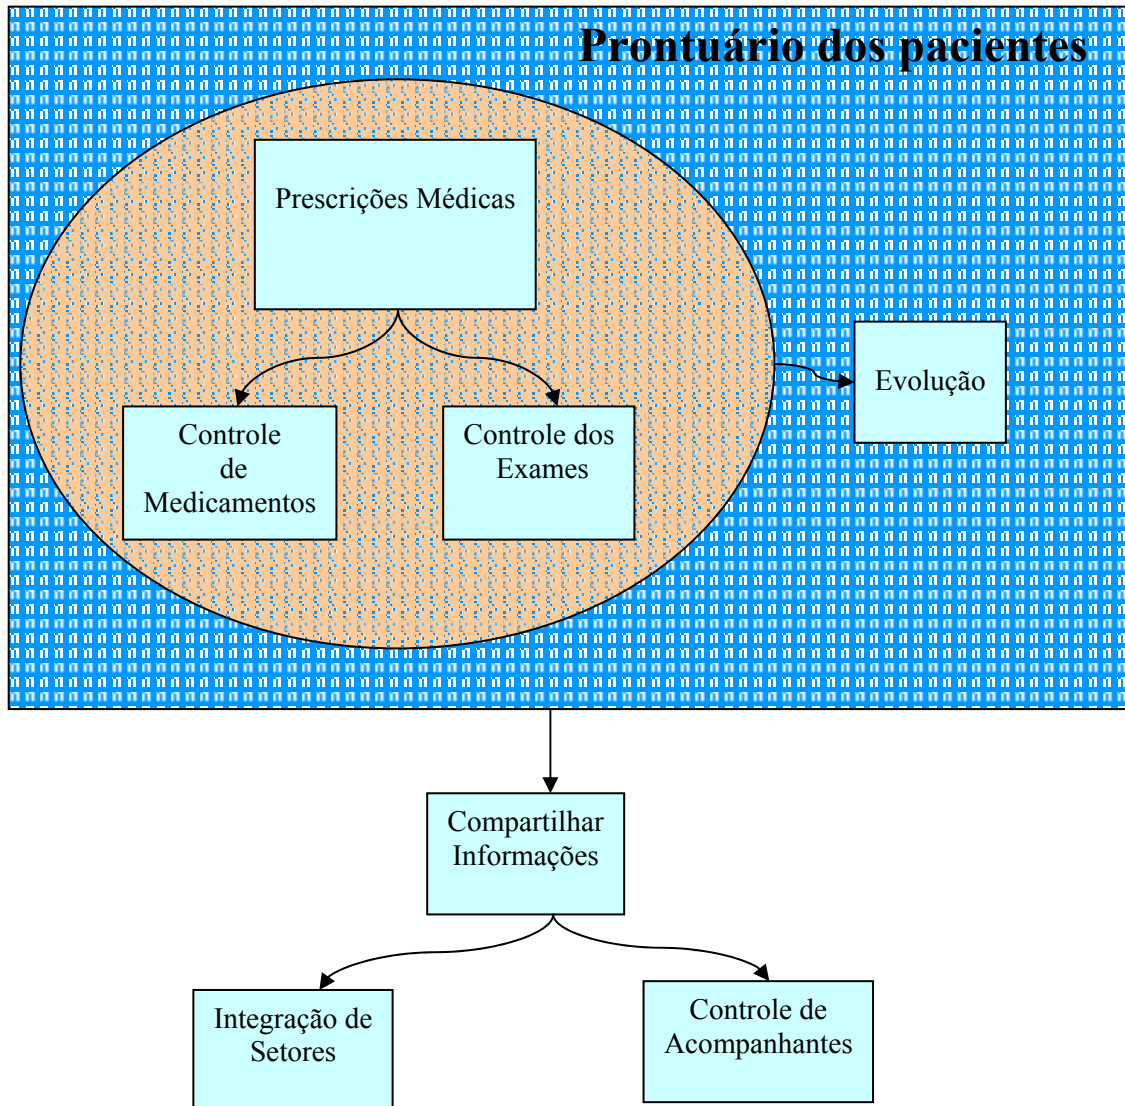 Prontuário dos pacientes
Prescrições Médicas
Controle
de
Medicamentos
Controle dos
Exames
Evolução
Compartilhar
Informações
Integração de
Setores
Controle de
Acompanhantes